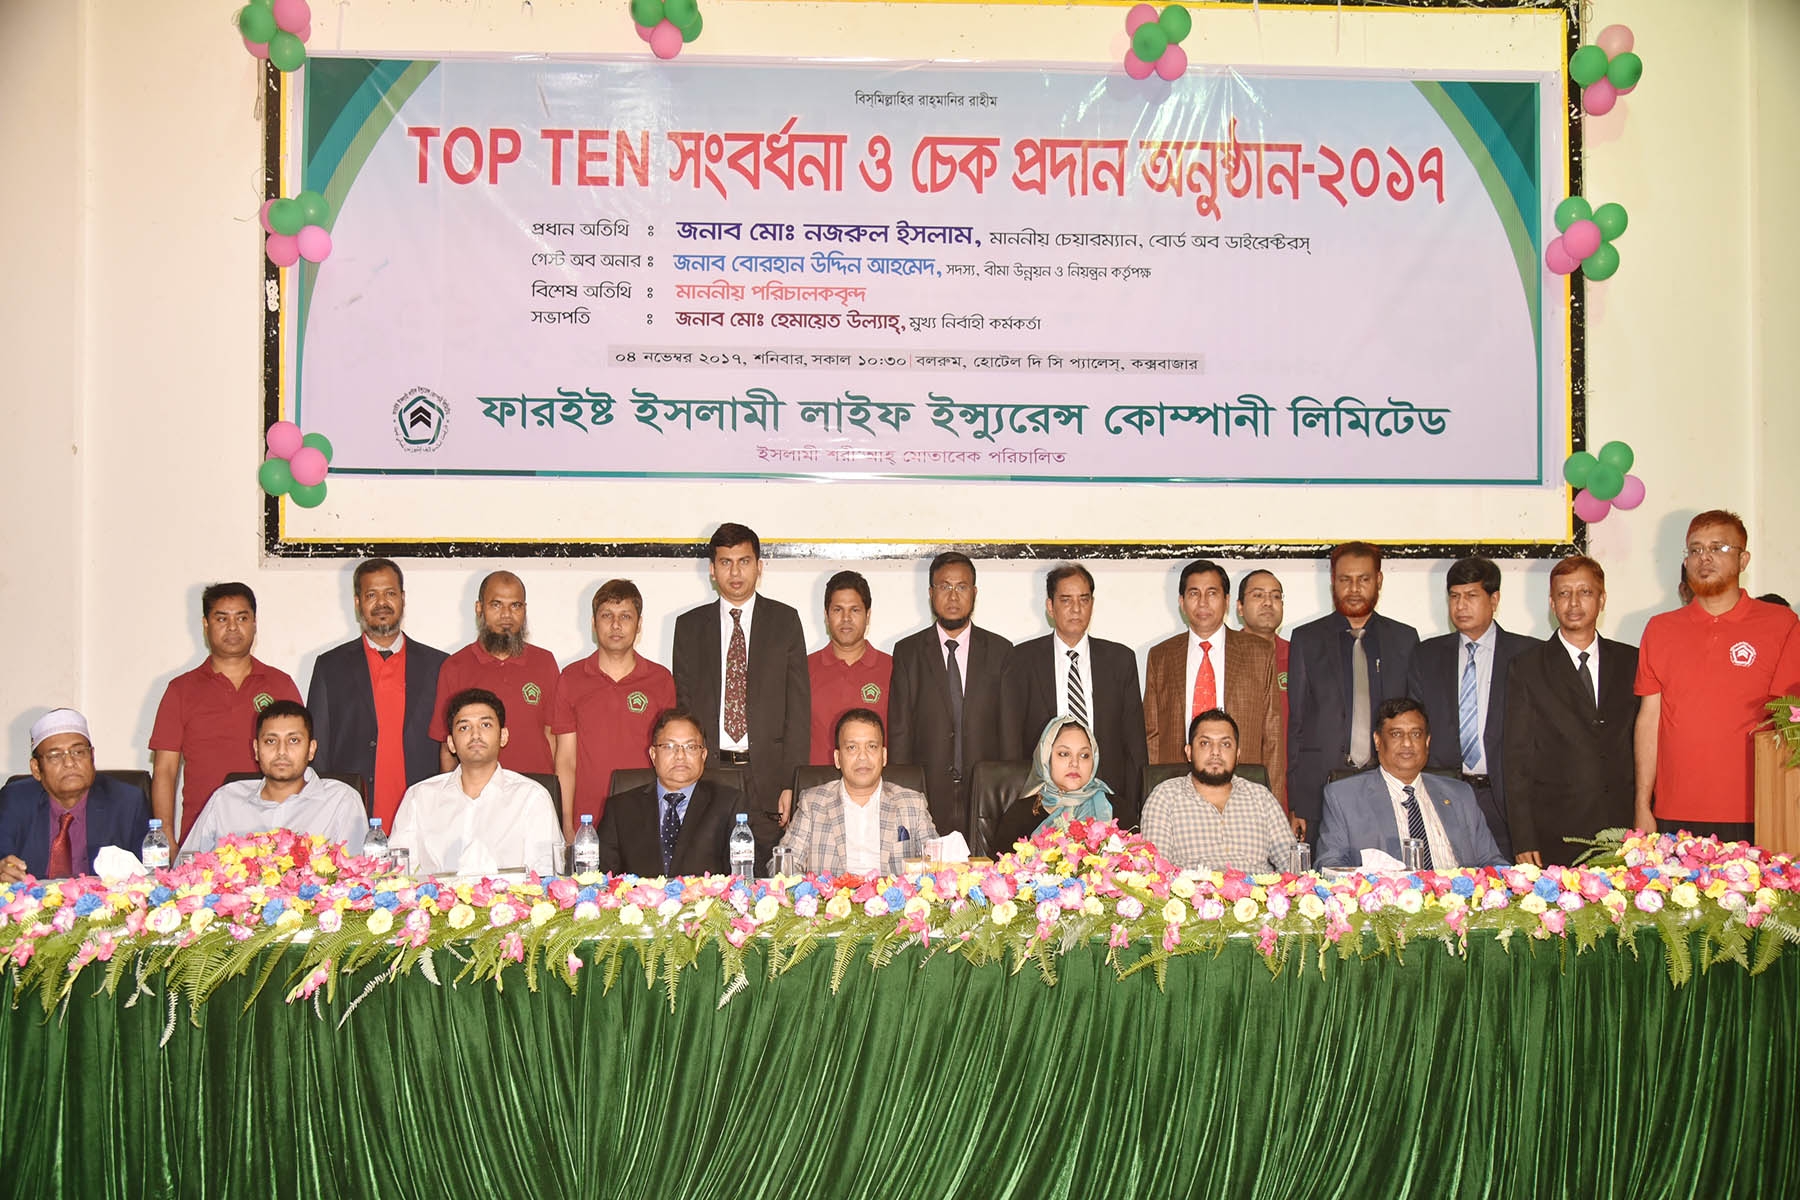 বিস্‌মিল্লাহির রাহ্‌মানির রাহীম
TOP TEN সংবর্ধনা ও চেক প্রদান অনুষ্ঠান-২০১৭
প্রধান অতিথি : জনাব মোঃ নজরুল ইসলাম, মাননীয় চেয়ারম্যান, বোর্ড অব ডাইরেক্টরস্
গেস্ট অব অনার : জনাব বোরহান উদ্দিন আহমেদ, সদস্য, বীমা উন্নয়ন ও নিয়ন্ত্রন কর্তৃপক্ষ
বিশেষ অতিথি : মাননীয় পরিচালকবৃন্দ
সভাপতি : জনাব মোঃ হেমায়েত উল্যাহ্, মুখ্য নির্বাহী কর্মকর্তা
০৪ নভেম্বর ২০১৭, শনিবার, সকাল ১০:৩০ | বলরুম, হোটেল দি সি প্যালেস্, কক্সবাজার
ফারইষ্ট ইসলামী লাইফ ইন্স্যুরেন্স কোম্পানী লিমিটেড
ইসলামী শরী'আহ্ মোতাবেক পরিচালিত